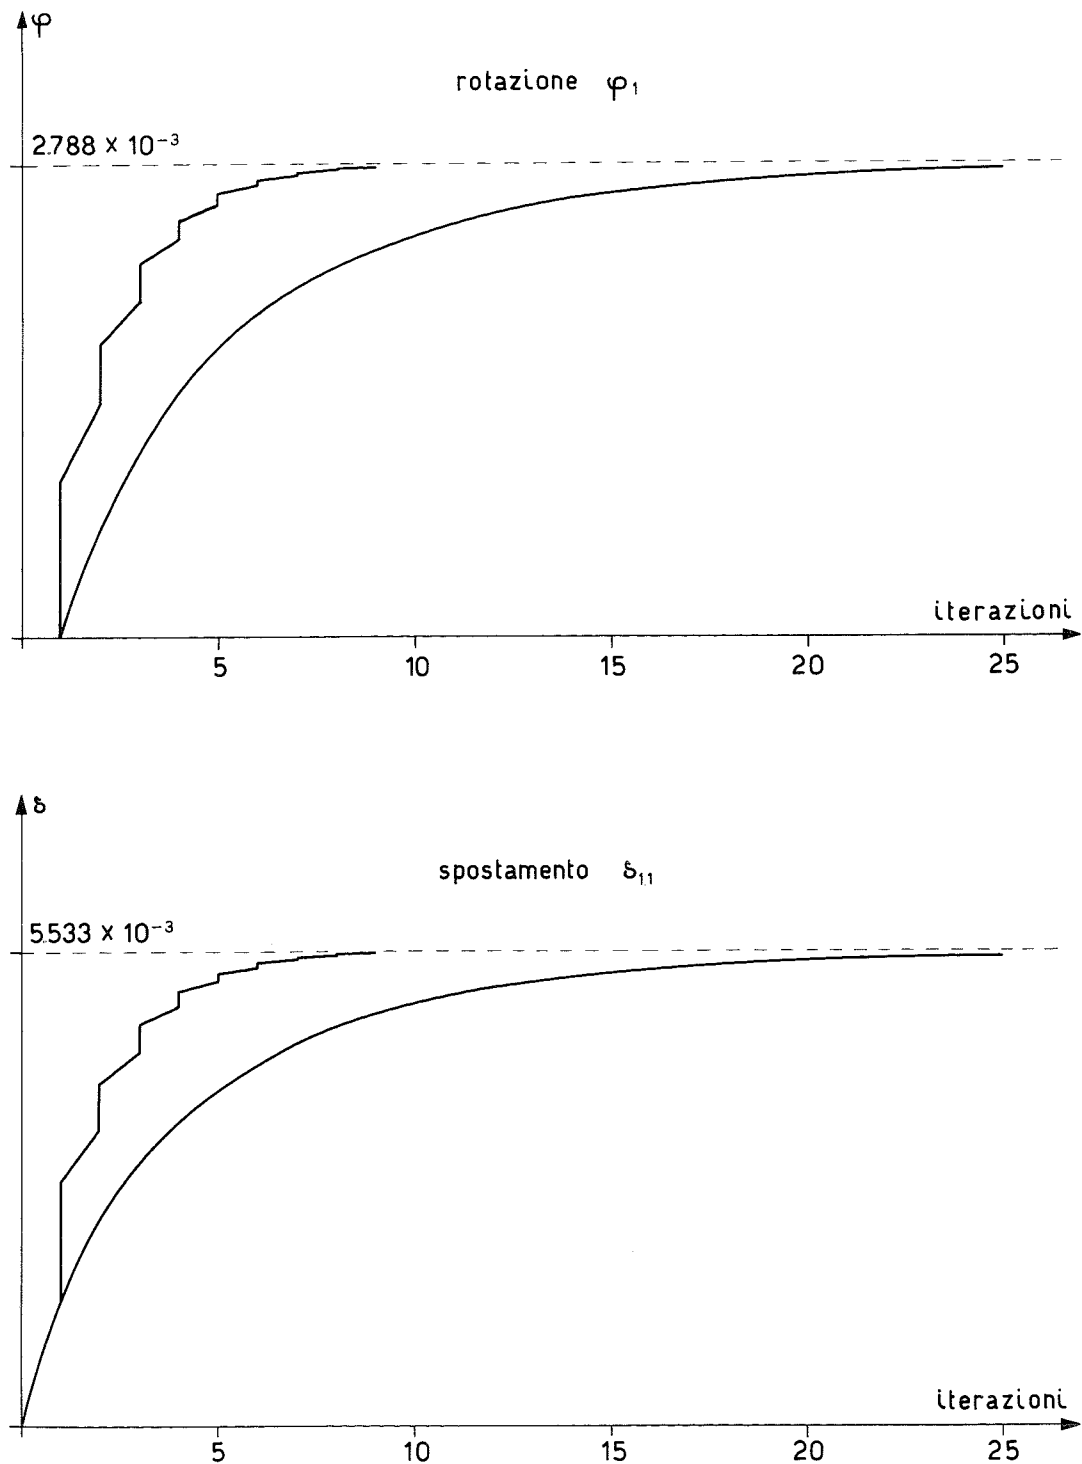 φ
rotazione φ₁
2.788 × 10⁻³
iterazioni
5 10 15 20 25
δ
spostamento δ₁₁
5.533 × 10⁻³
iterazioni
5 10 15 20 25